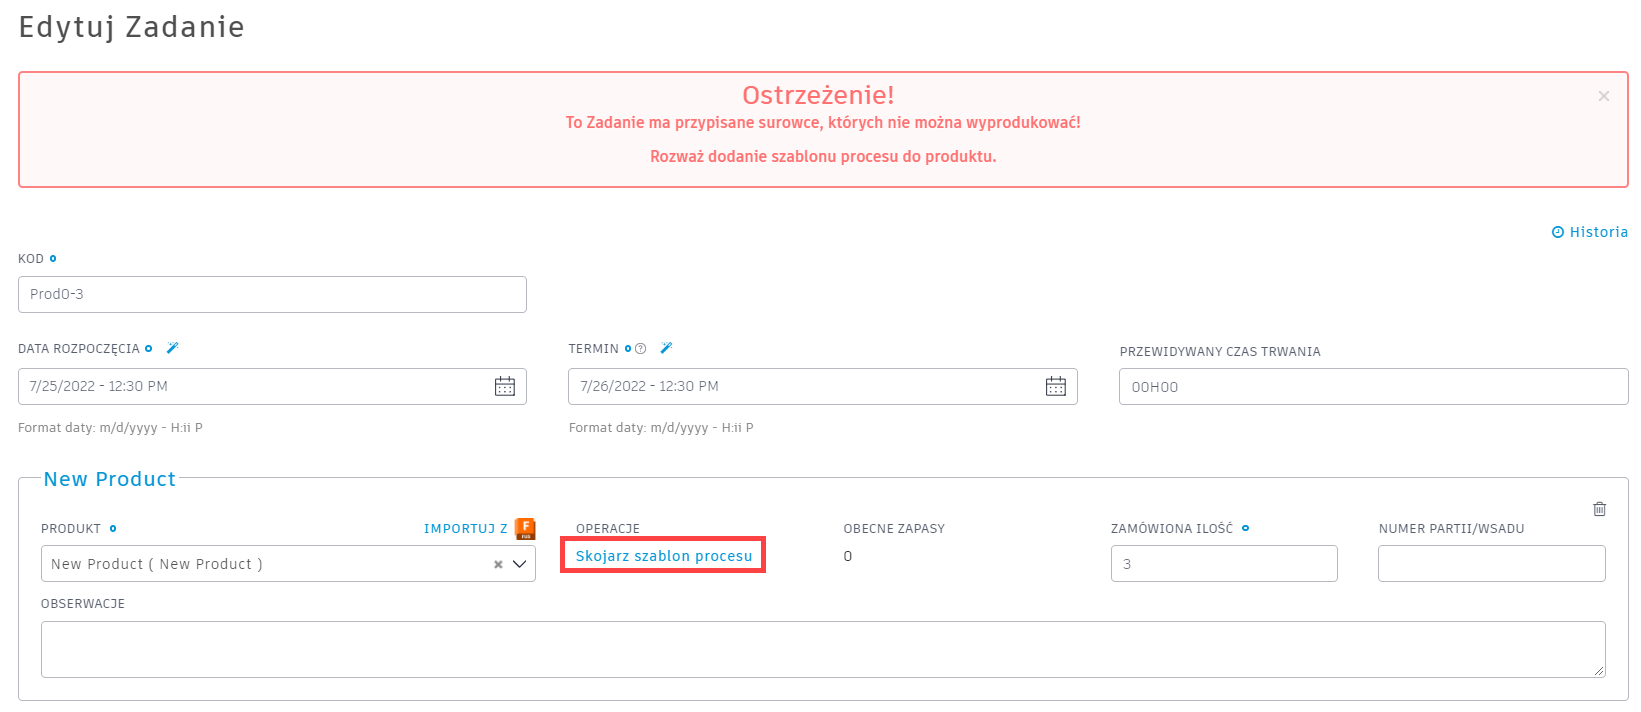 Edytuj Zadanie
Ostrzeżenie!
To Zadanie ma przypisane surowce, których nie można wyprodukować!
Rozważ dodanie szablonu procesu do produktu.
Historia
KOD
Prod0-3
DATA ROZPOCZĘCIA
TERMIN
PRZEWIDYWANY CZAS TRWANIA
7/25/2022 - 12:30 PM
7/26/2022 - 12:30 PM
00H00
Format daty: m/d/yyyy - H:ii P
Format daty: m/d/yyyy - H:ii P
New Product
PRODUKT
IMPORTUJ Z
F
OPERACJE
OBECNE ZAPASY
ZAMÓWIONA ILOŚĆ
NUMER PARTII/WSADU
New Product ( New Product )
Skojarz szablon procesu
0
3
OBSERWACJE